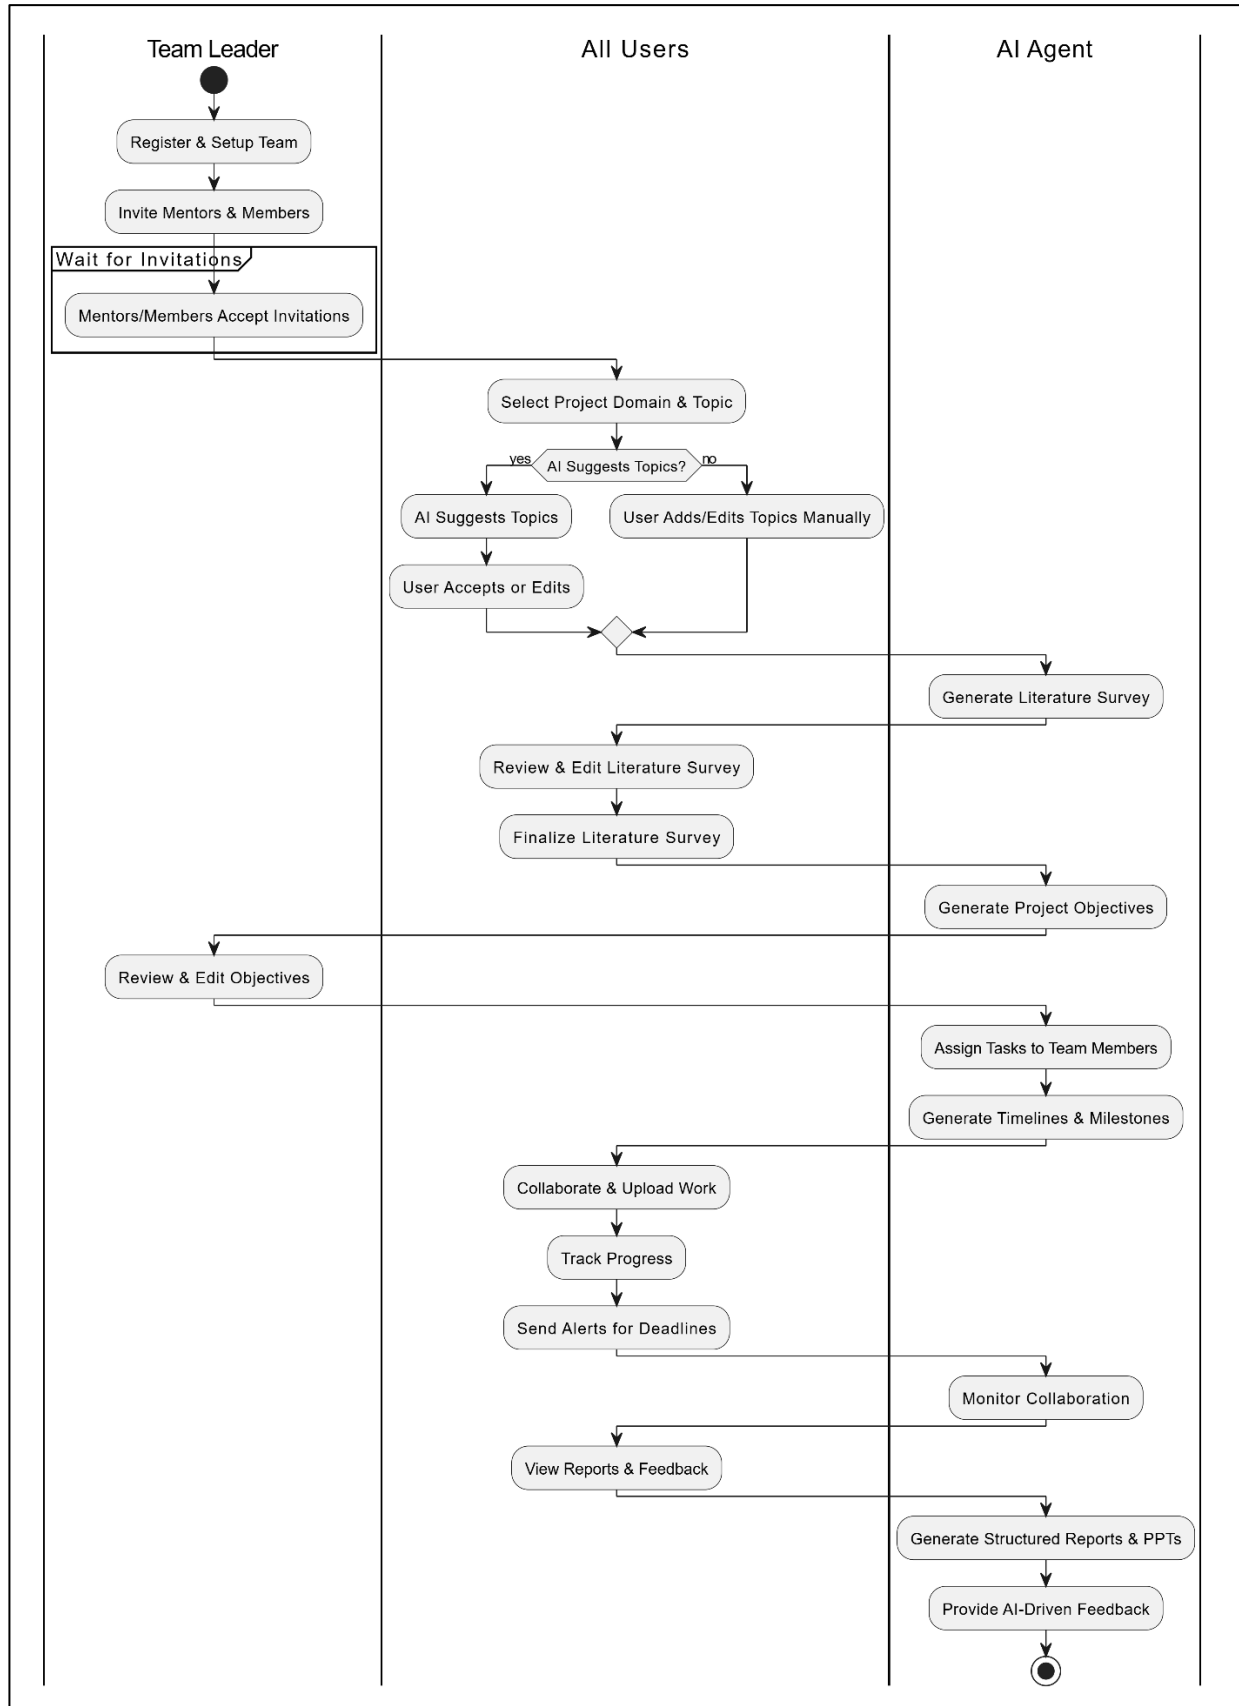 Team Leader
All Users
AI Agent
Register & Setup Team
Invite Mentors & Members
Wait for Invitations
Mentors/Members Accept Invitations
Select Project Domain & Topic
yes
AI Suggests Topics?
no
AI Suggests Topics
User Adds/Edits Topics Manually
User Accepts or Edits
Generate Literature Survey
Review & Edit Literature Survey
Finalize Literature Survey
Generate Project Objectives
Review & Edit Objectives
Assign Tasks to Team Members
Generate Timelines & Milestones
Collaborate & Upload Work
Track Progress
Send Alerts for Deadlines
Monitor Collaboration
View Reports & Feedback
Generate Structured Reports & PPTs
Provide AI-Driven Feedback